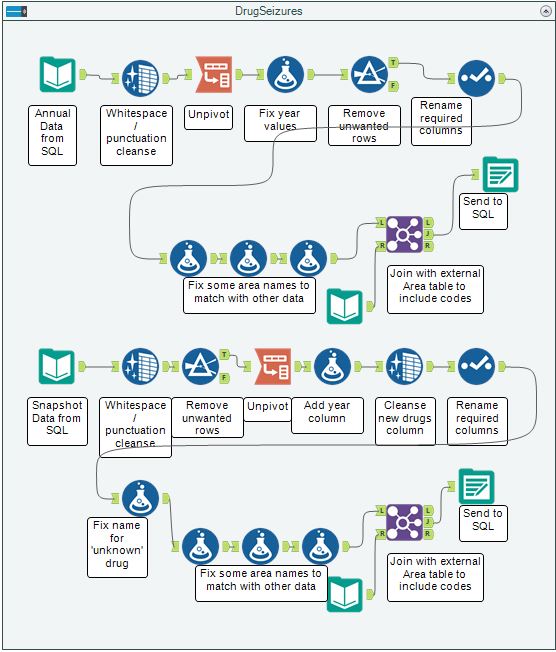 DrugSeizures
T
F
Annual
Data
from
SQL
Whitespace
/
punctuation
cleanse
Unpivot
Fix year
values
Remove
unwanted
rows
Rename
required
columns
Send to
SQL
L
J
R
L
R
Fix some area names to
match with other data
Join with external
Area table to
include codes
T
F
Snapshot
Data from
SQL
Whitespace
/
punctuation
cleanse
Remove
unwanted
rows
Unpivot
Add year
column
Cleanse
new drugs
column
Rename
required
columns
Send to
SQL
Fix name
for
'unknown'
drug
L
J
R
L
R
Fix some area names to
match with other data
Join with external
Area table to
include codes